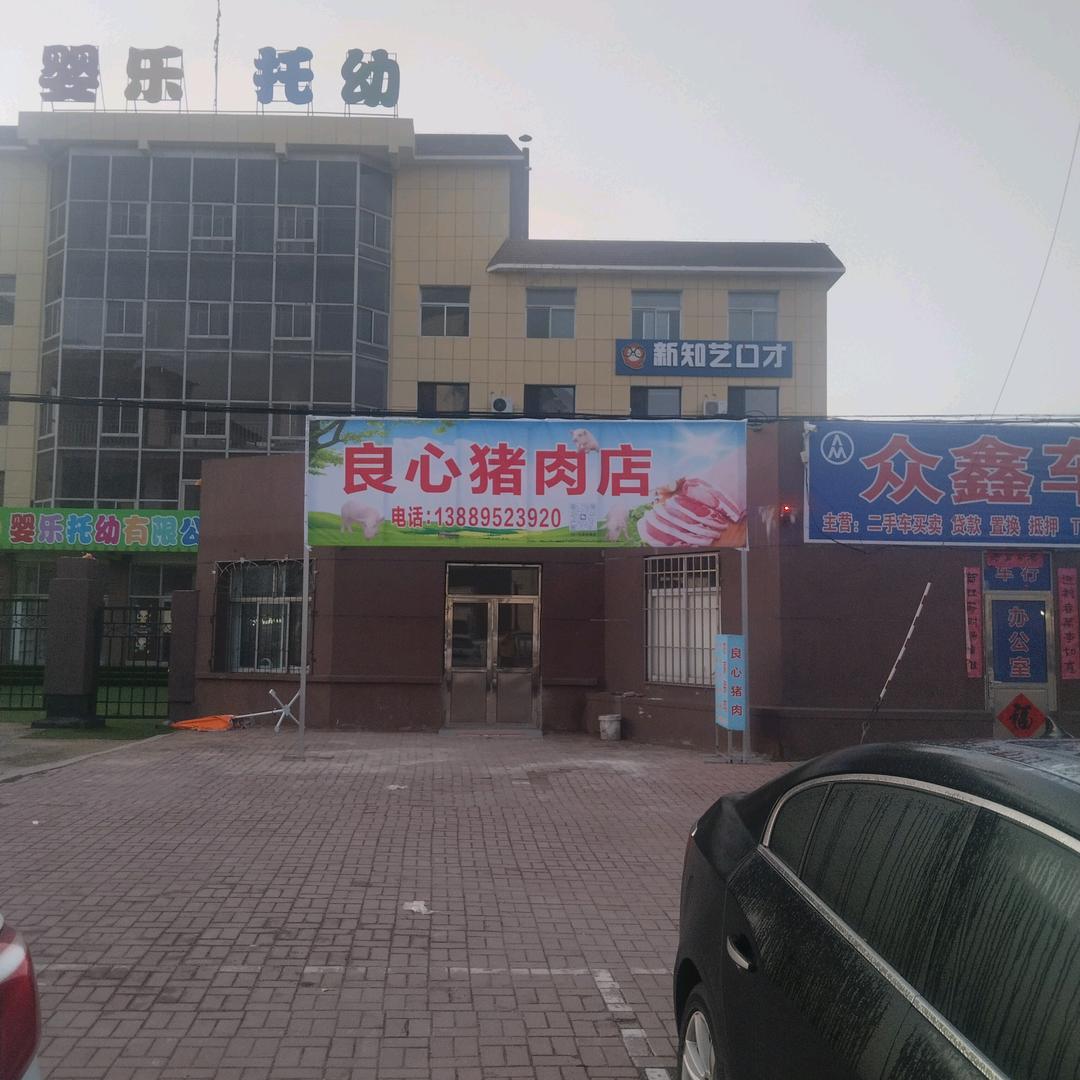 婴乐 托幼
新知艺口才
良心猪肉店
电话:13889523920
婴乐托幼有限公
众鑫车
主营: 二手车买卖 贷款 置换 抵押 T
车行
办公室
福
良心猪肉